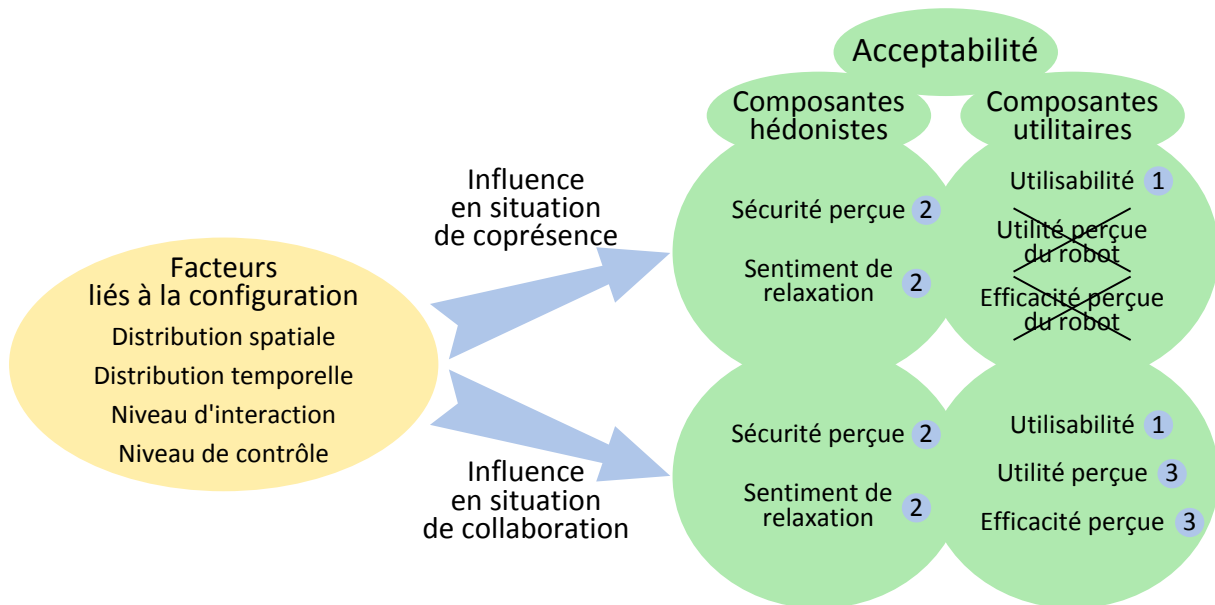 Acceptabilité
Composantes
hédonistes
Composantes
utilitaires
Influence
en situation
de coprésence
Utilisabilité 1
Sécurité perçue 2
Utilité perçue
du robot
Sentiment de
relaxation 2
Efficacité perçue
du robot
Facteurs
liés à la configuration
Distribution spatiale
Distribution temporelle
Niveau d'interaction
Niveau de contrôle
Influence
en situation
de collaboration
Sécurité perçue 2
Sentiment de
relaxation 2
Utilisabilité 1
Utilité perçue 3
Efficacité perçue 3